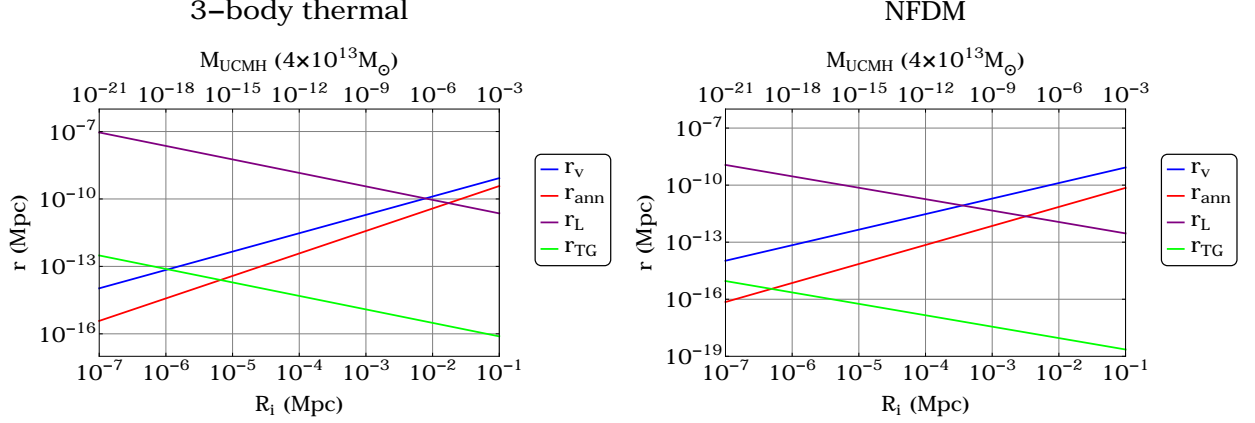 3−body thermal
M_UCMH (4×10^13 M_⊙)
10^−21 10^−18 10^−15 10^−12 10^−9 10^−6 10^−3
10^−7
10^−10
10^−13
10^−16
r (Mpc)
10^−7 10^−6 10^−5 10^−4 10^−3 10^−2 10^−1
R_i (Mpc)
r_v
r_ann
r_L
r_TG
NFDM
M_UCMH (4×10^13 M_⊙)
10^−21 10^−18 10^−15 10^−12 10^−9 10^−6 10^−3
10^−7
10^−10
10^−13
10^−16
10^−19
r (Mpc)
10^−7 10^−6 10^−5 10^−4 10^−3 10^−2 10^−1
R_i (Mpc)
r_v
r_ann
r_L
r_TG